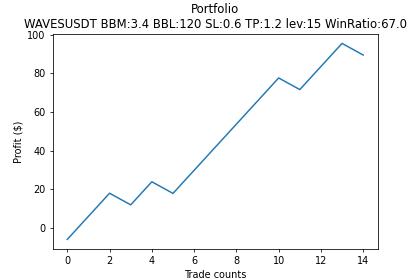 Portfolio
WAVESUSDT BBM:3.4 BBL:120 SL:0.6 TP:1.2 lev:15 WinRatio:67.0
100
80
60
40
20
0
Profit ($)
0 2 4 6 8 10 12 14
Trade counts